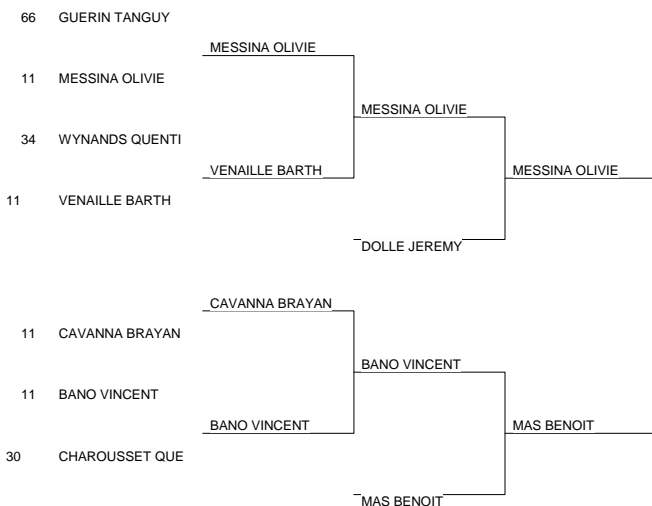 66 GUERIN TANGUY
MESSINA OLIVIE
11 MESSINA OLIVIE
MESSINA OLIVIE
34 WYNANDS QUENTI
VENAILLE BARTH
MESSINA OLIVIE
11 VENAILLE BARTH
DOLLE JEREMY
CAVANNA BRAYAN
11 CAVANNA BRAYAN
BANO VINCENT
11 BANO VINCENT
BANO VINCENT
MAS BENOIT
30 CHAROUSSET QUE
MAS BENOIT